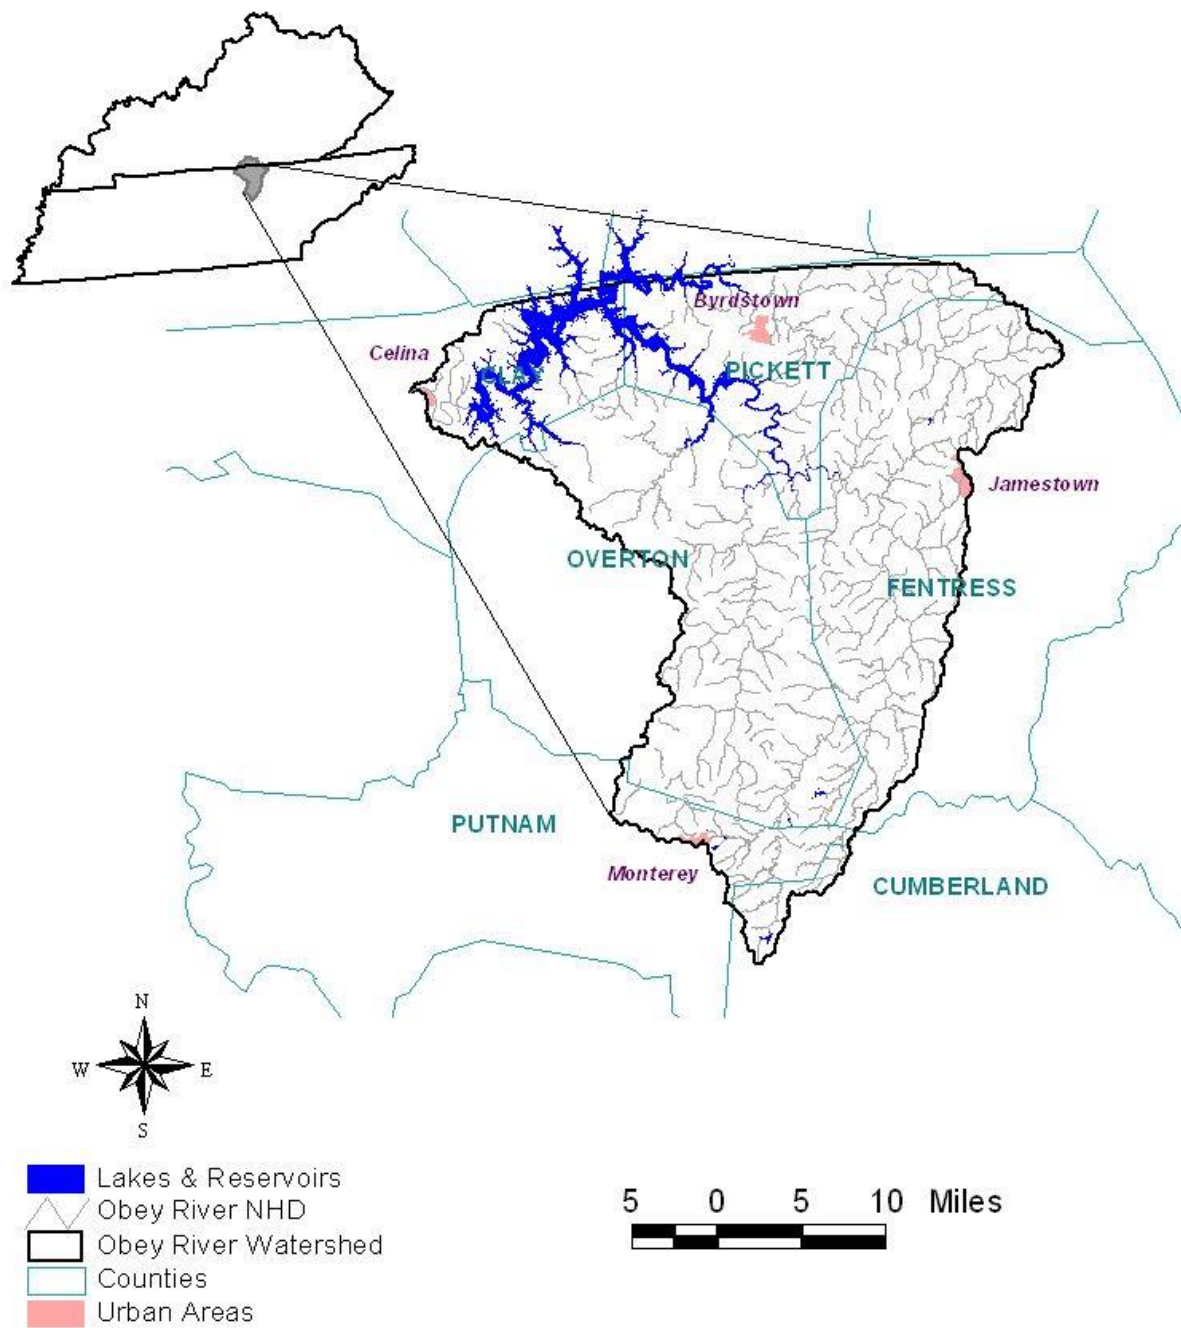 Byrdstown
Celina
CLAY
PICKETT
Jamestown
OVERTON
FENTRESS
PUTNAM
Monterey
CUMBERLAND
N
W E
S
Lakes & Reservoirs
Obey River NHD
Obey River Watershed
Counties
Urban Areas
5 0 5 10 Miles